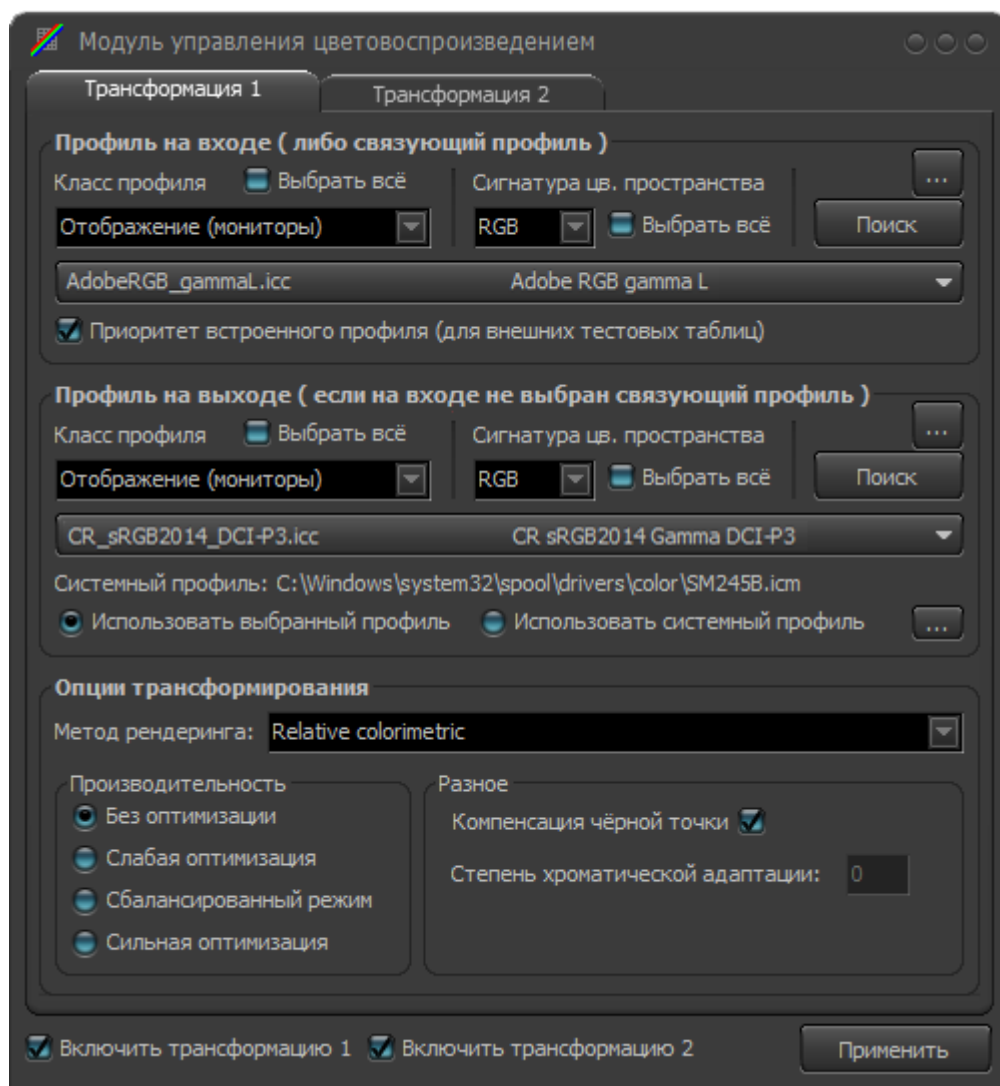 Модуль управления цветовоспроизведением
Трансформация 1 Трансформация 2
Профиль на входе ( либо связующий профиль )
...
Класс профиля Выбрать всё Сигнатура цв. пространства
Отображение (мониторы) RGB Выбрать всё Поиск
AdobeRGB_gammaL.icc Adobe RGB gamma L
Приоритет встроенного профиля (для внешних тестовых таблиц)
Профиль на выходе ( если на входе не выбран связующий профиль )
...
Класс профиля Выбрать всё Сигнатура цв. пространства
Отображение (мониторы) RGB Выбрать всё Поиск
CR_sRGB2014_DCI-P3.icc CR sRGB2014 Gamma DCI-P3
Системный профиль: C:\Windows\system32\spool\drivers\color\SM245B.icm
Использовать выбранный профиль Использовать системный профиль ...
Опции трансформирования
Метод рендеринга: Relative colorimetric
Производительность
Без оптимизации
Слабая оптимизация
Сбалансированный режим
Сильная оптимизация
Разное
Компенсация чёрной точки
Степень хроматической адаптации: 0
Включить трансформацию 1 Включить трансформацию 2 Применить